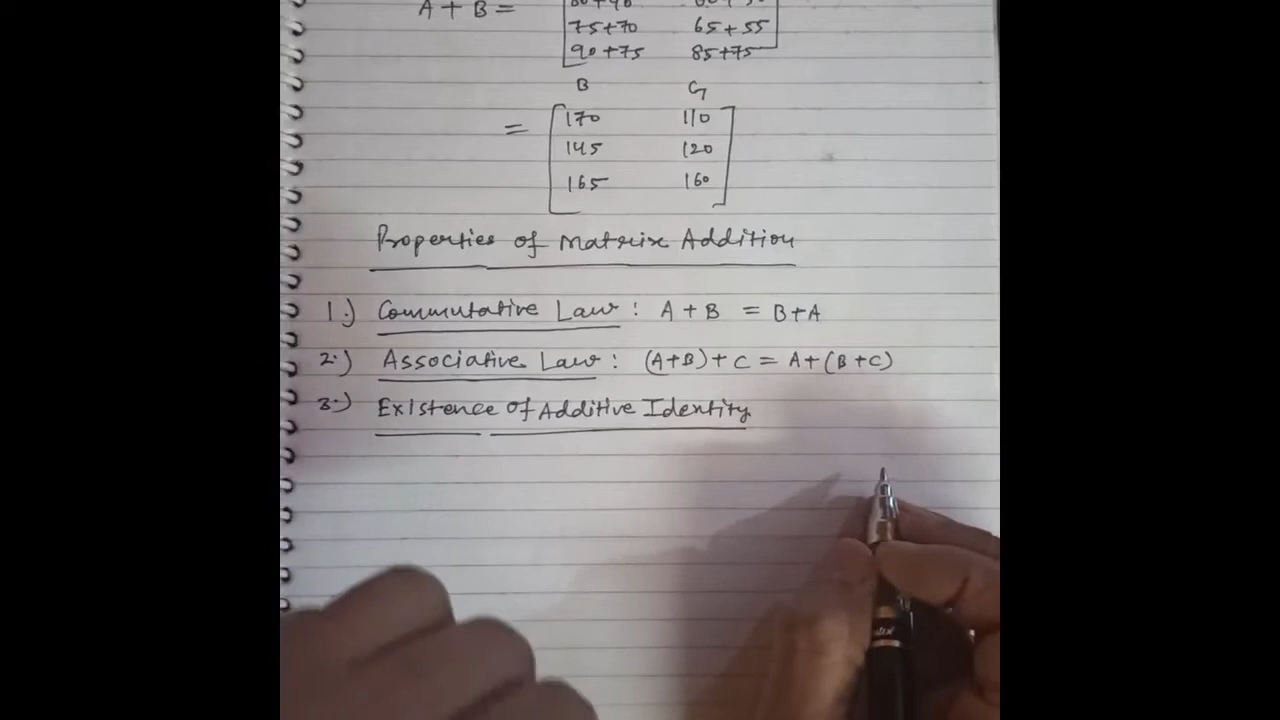 A + B =
75+70 65+55
90+75 85+75
B G
= 170 110
145 120
165 160
Properties of Matrix Addition
1.) Commutative Law : A + B = B+A
2.) Associative Law : (A+B)+C = A+(B+C)
3.) Existence of Additive Identity